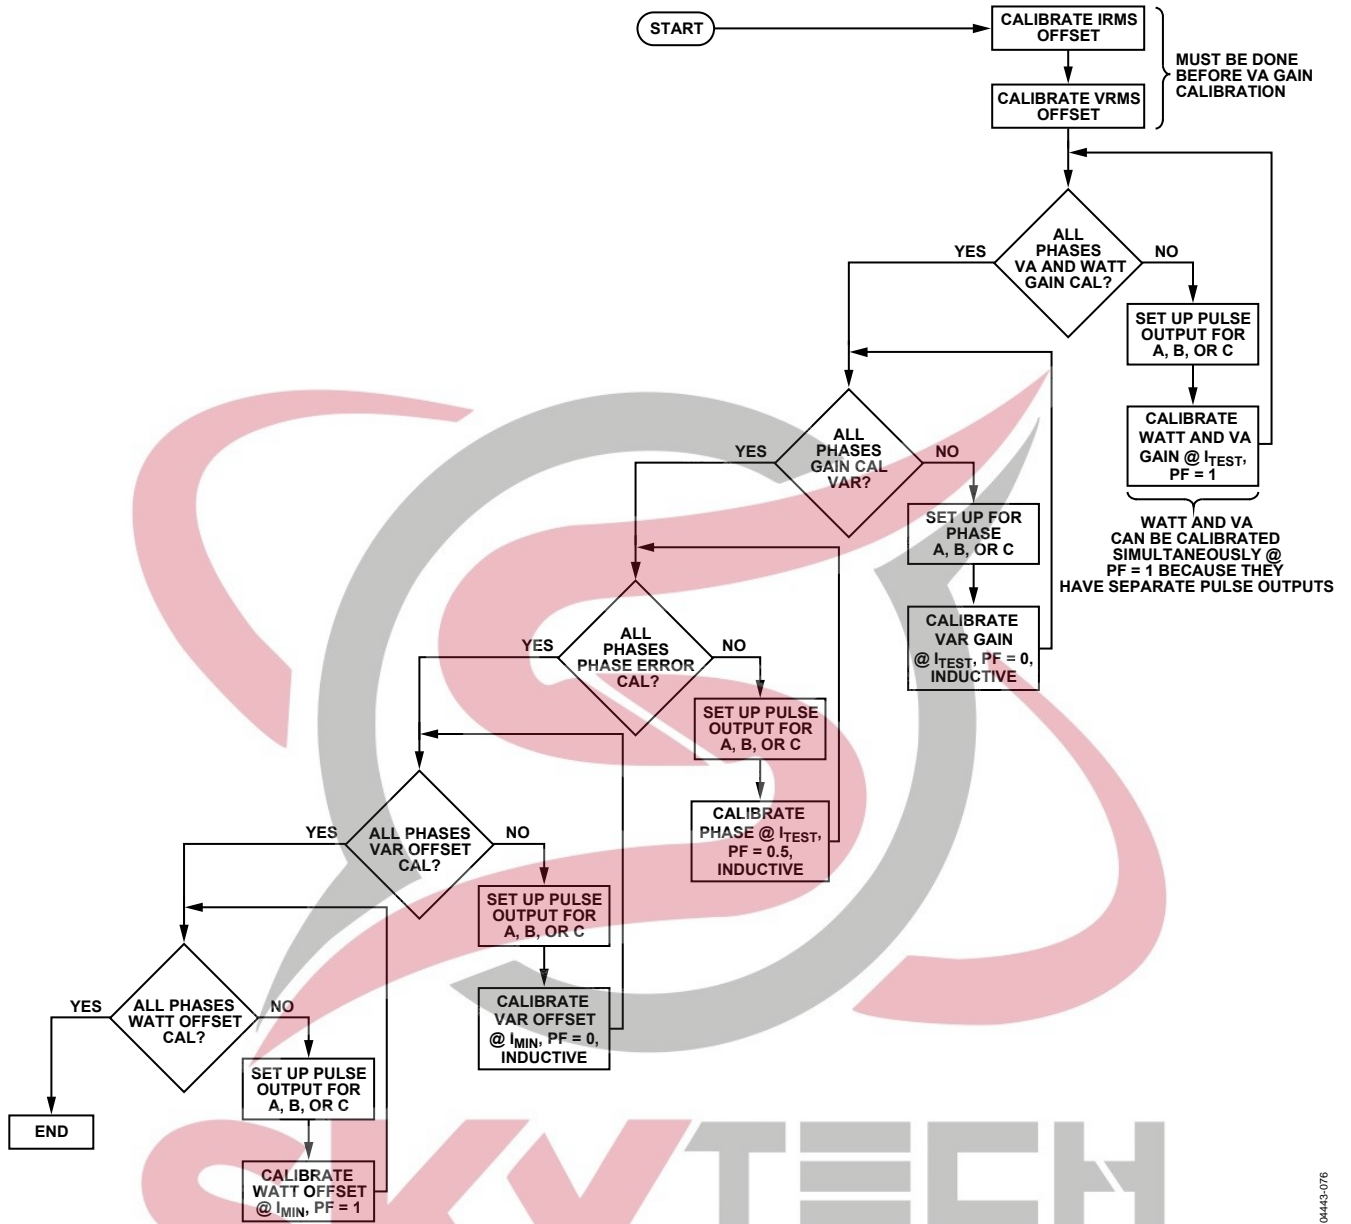 START
CALIBRATE IRMS
OFFSET
MUST BE DONE
BEFORE VA GAIN
CALIBRATION
CALIBRATE VRMS
OFFSET
ALL
PHASES
VA AND WATT
GAIN CAL?
YES
NO
SET UP PULSE
OUTPUT FOR
A, B, OR C
CALIBRATE
WATT AND VA
GAIN @ ITEST,
PF = 1
WATT AND VA
CAN BE CALIBRATED
SIMULTANEOUSLY @
PF = 1 BECAUSE THEY
HAVE SEPARATE PULSE OUTPUTS
ALL
PHASES
GAIN CAL
VAR?
YES
NO
SET UP FOR
PHASE
A, B, OR C
CALIBRATE
VAR GAIN
@ ITEST, PF = 0,
INDUCTIVE
ALL
PHASES
PHASE ERROR
CAL?
YES
NO
SET UP PULSE
OUTPUT FOR
A, B, OR C
CALIBRATE
PHASE @ ITEST,
PF = 0.5,
INDUCTIVE
ALL PHASES
VAR OFFSET
CAL?
YES
NO
SET UP PULSE
OUTPUT FOR
A, B, OR C
CALIBRATE
VAR OFFSET
@ IMIN, PF = 0,
INDUCTIVE
ALL PHASES
WATT OFFSET
CAL?
YES
NO
SET UP PULSE
OUTPUT FOR
A, B, OR C
CALIBRATE
WATT OFFSET
@ IMIN, PF = 1
END
SKYTECH
04443-076